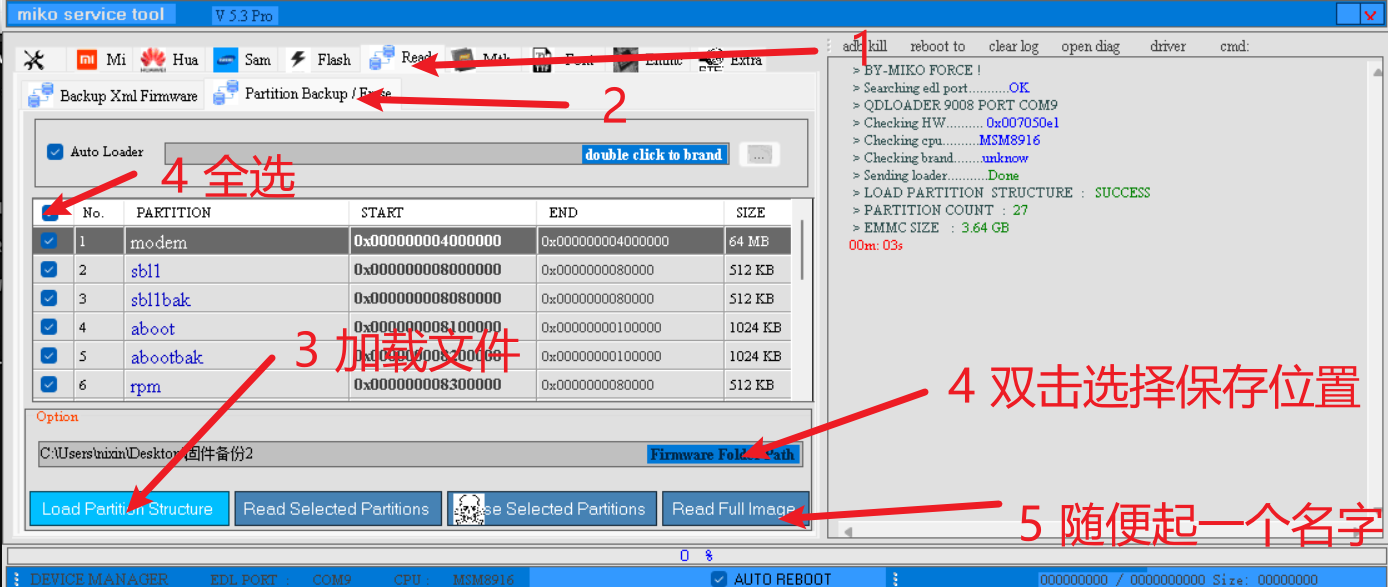 miko service tool V 5.3 Pro
Mi Hua Sam Flash Read Mtk Font Emmc Extra
1
adb kill reboot to clear log open diag driver cmd:
Backup Xml Firmware Partition Backup / Erase
2
Auto Loader double click to brand ...
4 全选
No. PARTITION START END SIZE
1 modem 0x000000004000000 0x000000004000000 64 MB
2 sbl1 0x000000008000000 0x0000000080000 512 KB
3 sbl1bak 0x000000008080000 0x0000000080000 512 KB
4 aboot 0x000000008100000 0x00000000100000 1024 KB
5 abootbak 0x000000008200000 0x00000000100000 1024 KB
6 rpm 0x000000008300000 0x0000000080000 512 KB
3 加载文件
Option
C:\Users\nixin\Desktop\固件备份2 Firmware Folder Path
4 双击选择保存位置
Load Partition Structure Read Selected Partitions se Selected Partitions Read Full Image
5 随便起一个名字
> BY-MIKO FORCE !
> Searching edl port..........OK
> QDLOADER 9008 PORT COM9
> Checking HW......... 0x007050e1
> Checking cpu.........MSM8916
> Checking brand.......unknow
> Sending loader..........Done
> LOAD PARTITION STRUCTURE : SUCCESS
> PARTITION COUNT : 27
> EMMC SIZE : 3.64 GB
00m: 03s
0 %
DEVICE MANAGER EDL PORT : COM9 CPU : MSM8916 AUTO REBOOT 000000000 / 0000000000 Size: 00000000